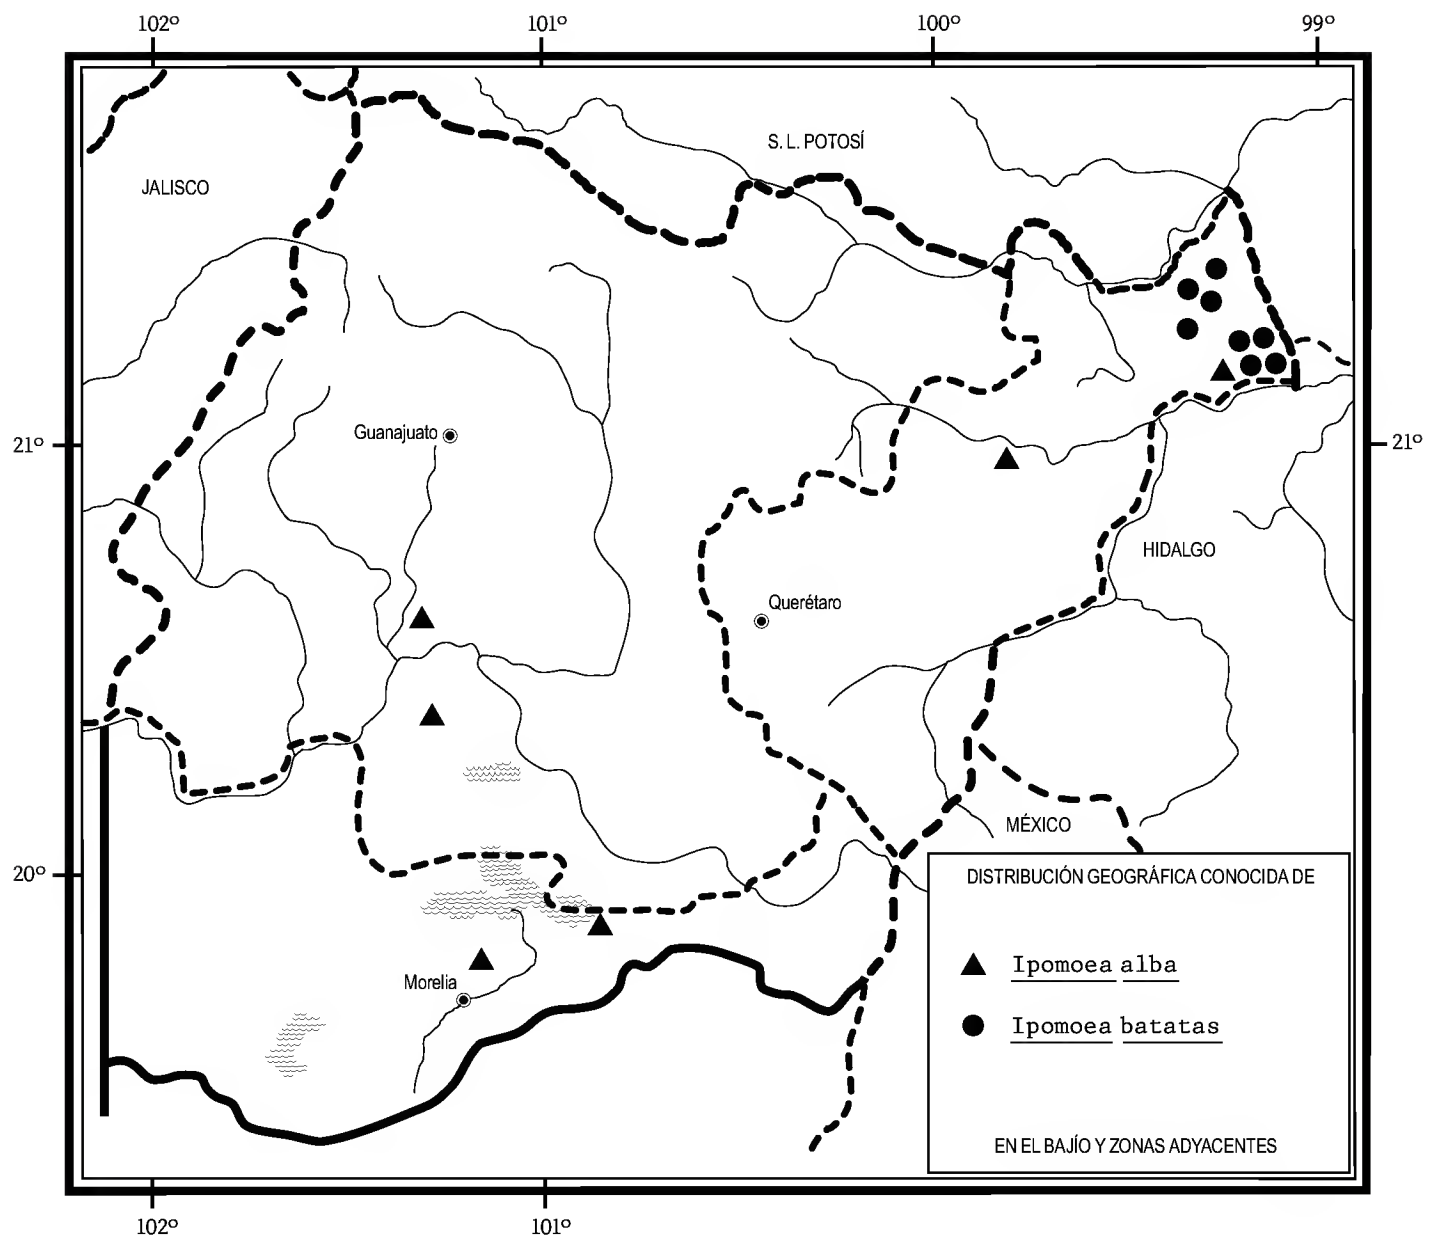 102º 101º 100º 99º
S. L. POTOSÍ
JALISCO
Guanajuato
21º 21º
HIDALGO
Querétaro
MÉXICO
20º
DISTRIBUCIÓN GEOGRÁFICA CONOCIDA DE
Ipomoea alba
Morelia
Ipomoea batatas
EN EL BAJÍO Y ZONAS ADYACENTES
102º 101º